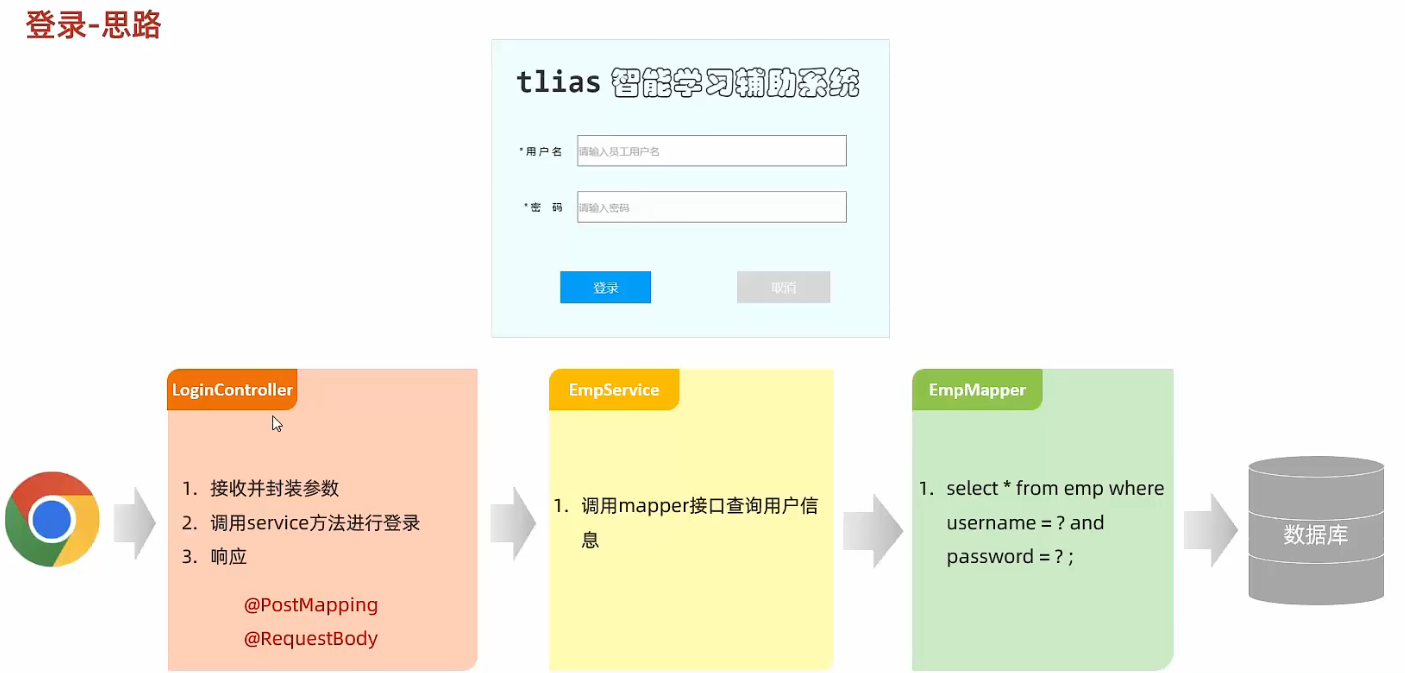 登录-思路
tlias 智能学习辅助系统
*用户名 请输入员工用户名
*密 码 请输入密码
登录 取消
LoginController
1. 接收并封装参数
2. 调用service方法进行登录
3. 响应
@PostMapping
@RequestBody
EmpService
1. 调用mapper接口查询用户信
息
EmpMapper
1. select * from emp where
username = ? and
password = ? ;
数据库